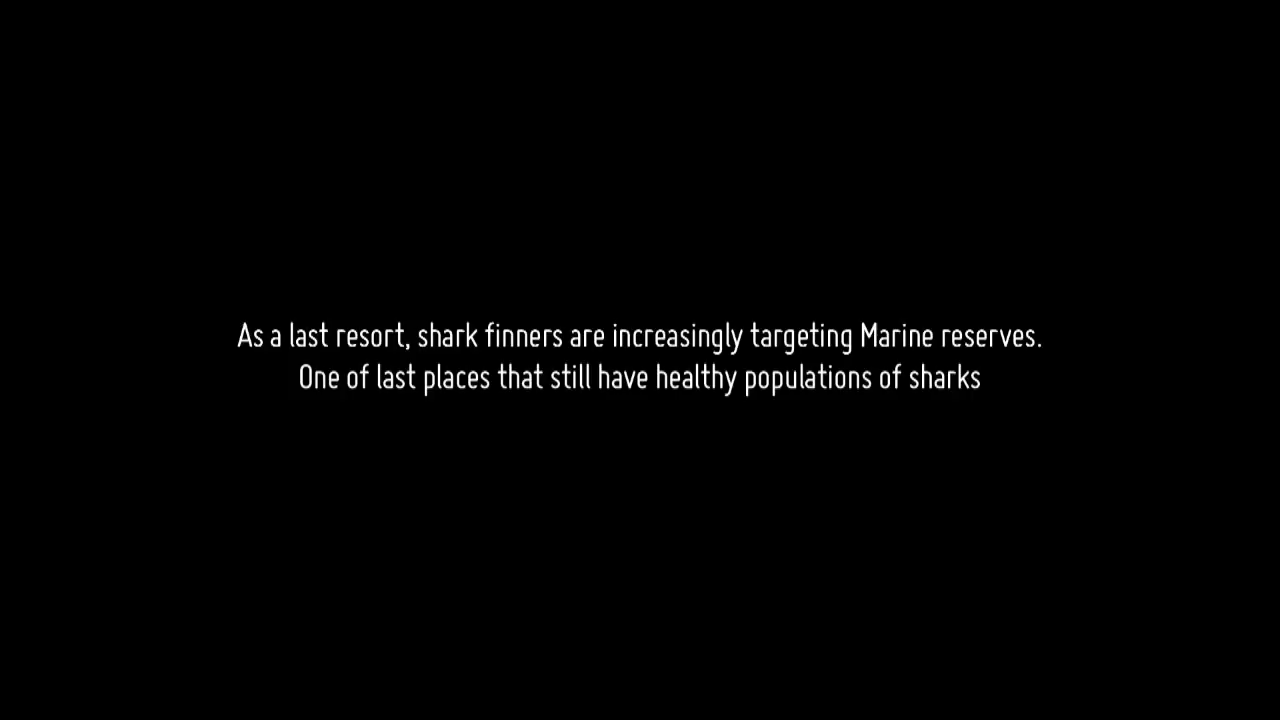 As a last resort, shark finners are increasingly targeting Marine reserves.
One of last places that still have healthy populations of sharks